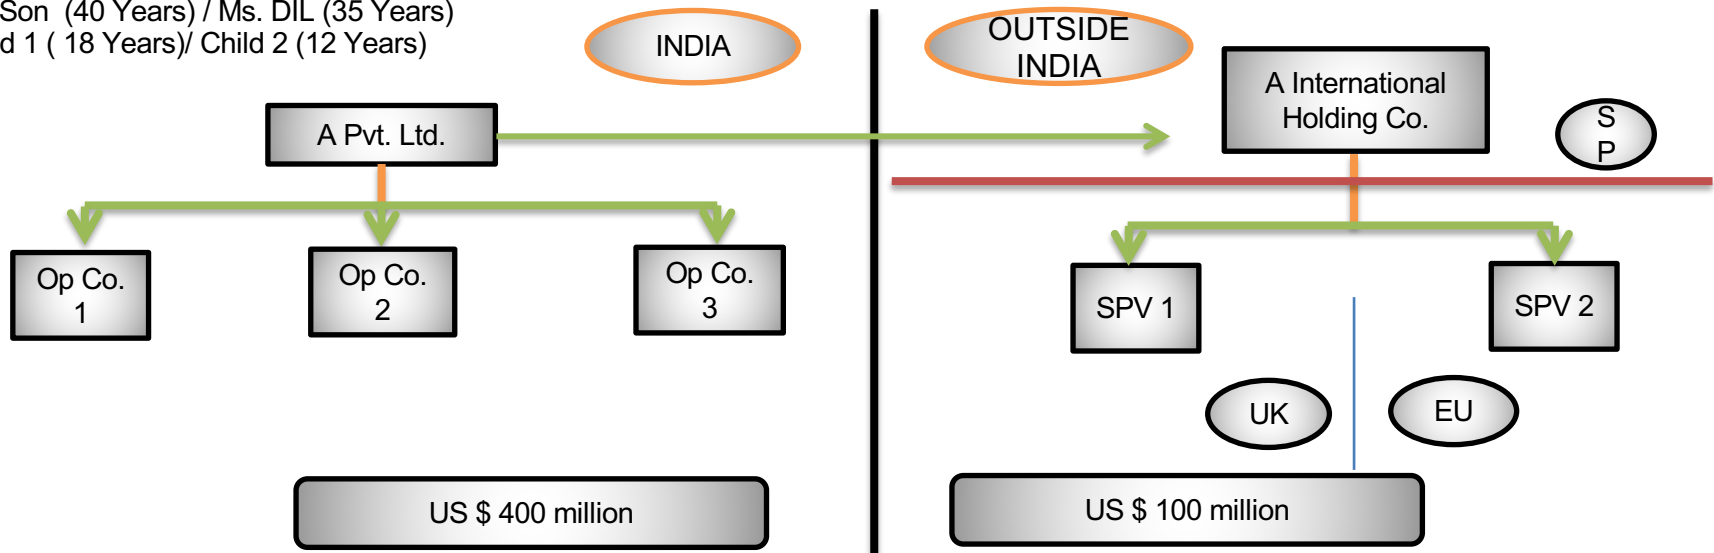 Son (40 Years) / Ms. DIL (35 Years)
d 1 ( 18 Years)/ Child 2 (12 Years)
INDIA
OUTSIDE
INDIA
A Pvt. Ltd.
A International
Holding Co.
S
P
Op Co.
1
Op Co.
2
Op Co.
3
SPV 1
SPV 2
UK
EU
US $ 400 million
US $ 100 million